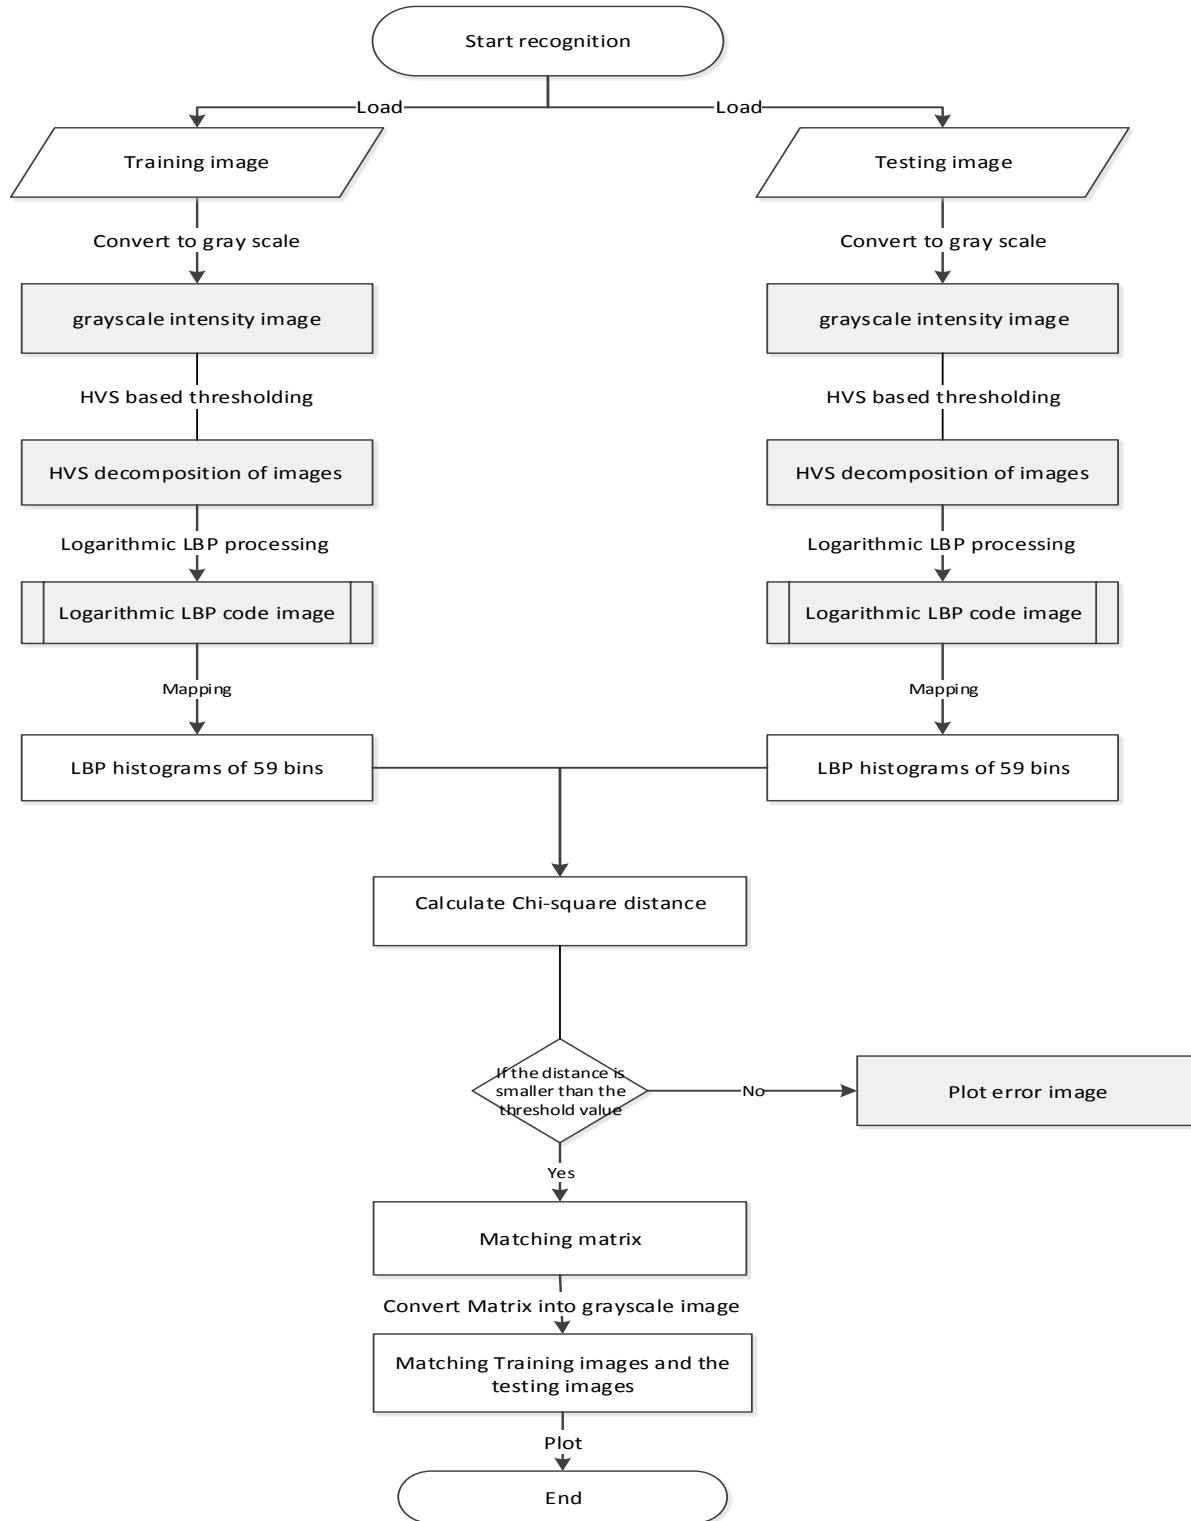 Start recognition
Load
Load
Training image
Testing image
Convert to gray scale
Convert to gray scale
grayscale intensity image
grayscale intensity image
HVS based thresholding
HVS based thresholding
HVS decomposition of images
HVS decomposition of images
Logarithmic LBP processing
Logarithmic LBP processing
Logarithmic LBP code image
Logarithmic LBP code image
Mapping
Mapping
LBP histograms of 59 bins
LBP histograms of 59 bins
Calculate Chi-square distance
If the distance is
smaller than the
threshold value
No
Plot error image
Yes
Matching matrix
Convert Matrix into grayscale image
Matching Training images and the
testing images
Plot
End